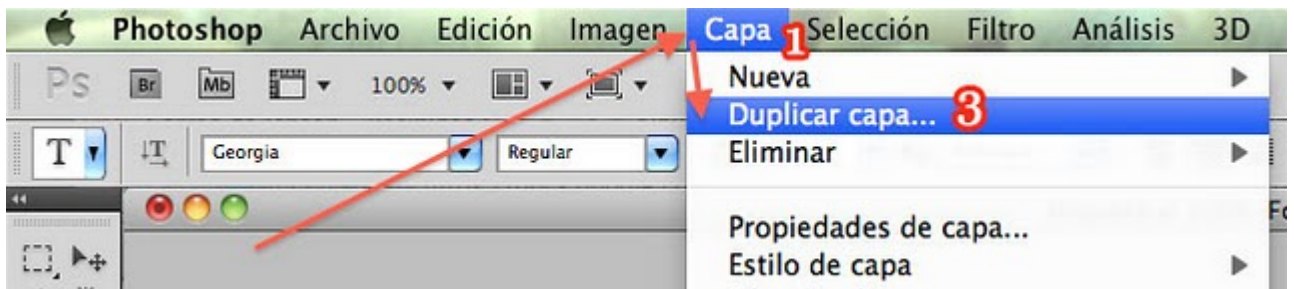 Photoshop Archivo Edición Imagen Capa 1 Selección Filtro Análisis 3D
Ps Br Mb 100%
Nueva
Duplicar capa... 3
T T Georgia Regular
Eliminar
Propiedades de capa...
Estilo de capa